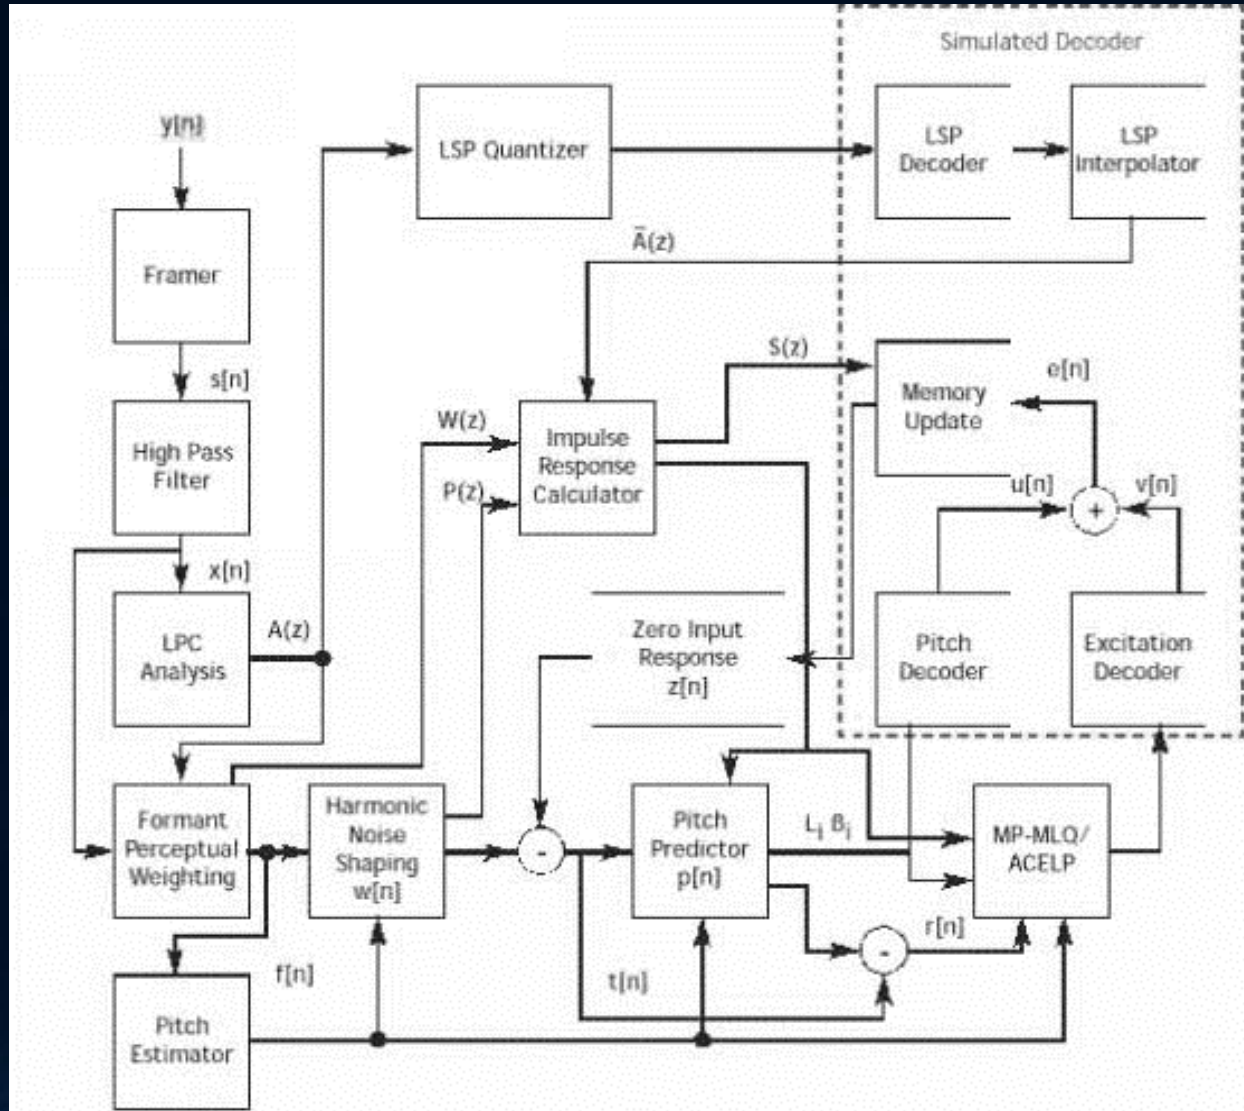 Simulated Decoder
y[n]
LSP Quantizer
LSP
Decoder
LSP
Interpolator
Ā(z)
Framer
s[n]
S(z)
e[n]
Memory
Update
High Pass
Filter
W(z)
P(z)
Impulse
Response
Calculator
u[n]
v[n]
+
x[n]
LPC
Analysis
A(z)
Zero Input
Response
z[n]
Pitch
Decoder
Excitation
Decoder
Formant
Perceptual
Weighting
Harmonic
Noise
Shaping
w[n]
-
Pitch
Predictor
p[n]
Li βi
MP-MLQ/
ACELP
r[n]
-
f[n]
t[n]
Pitch
Estimator